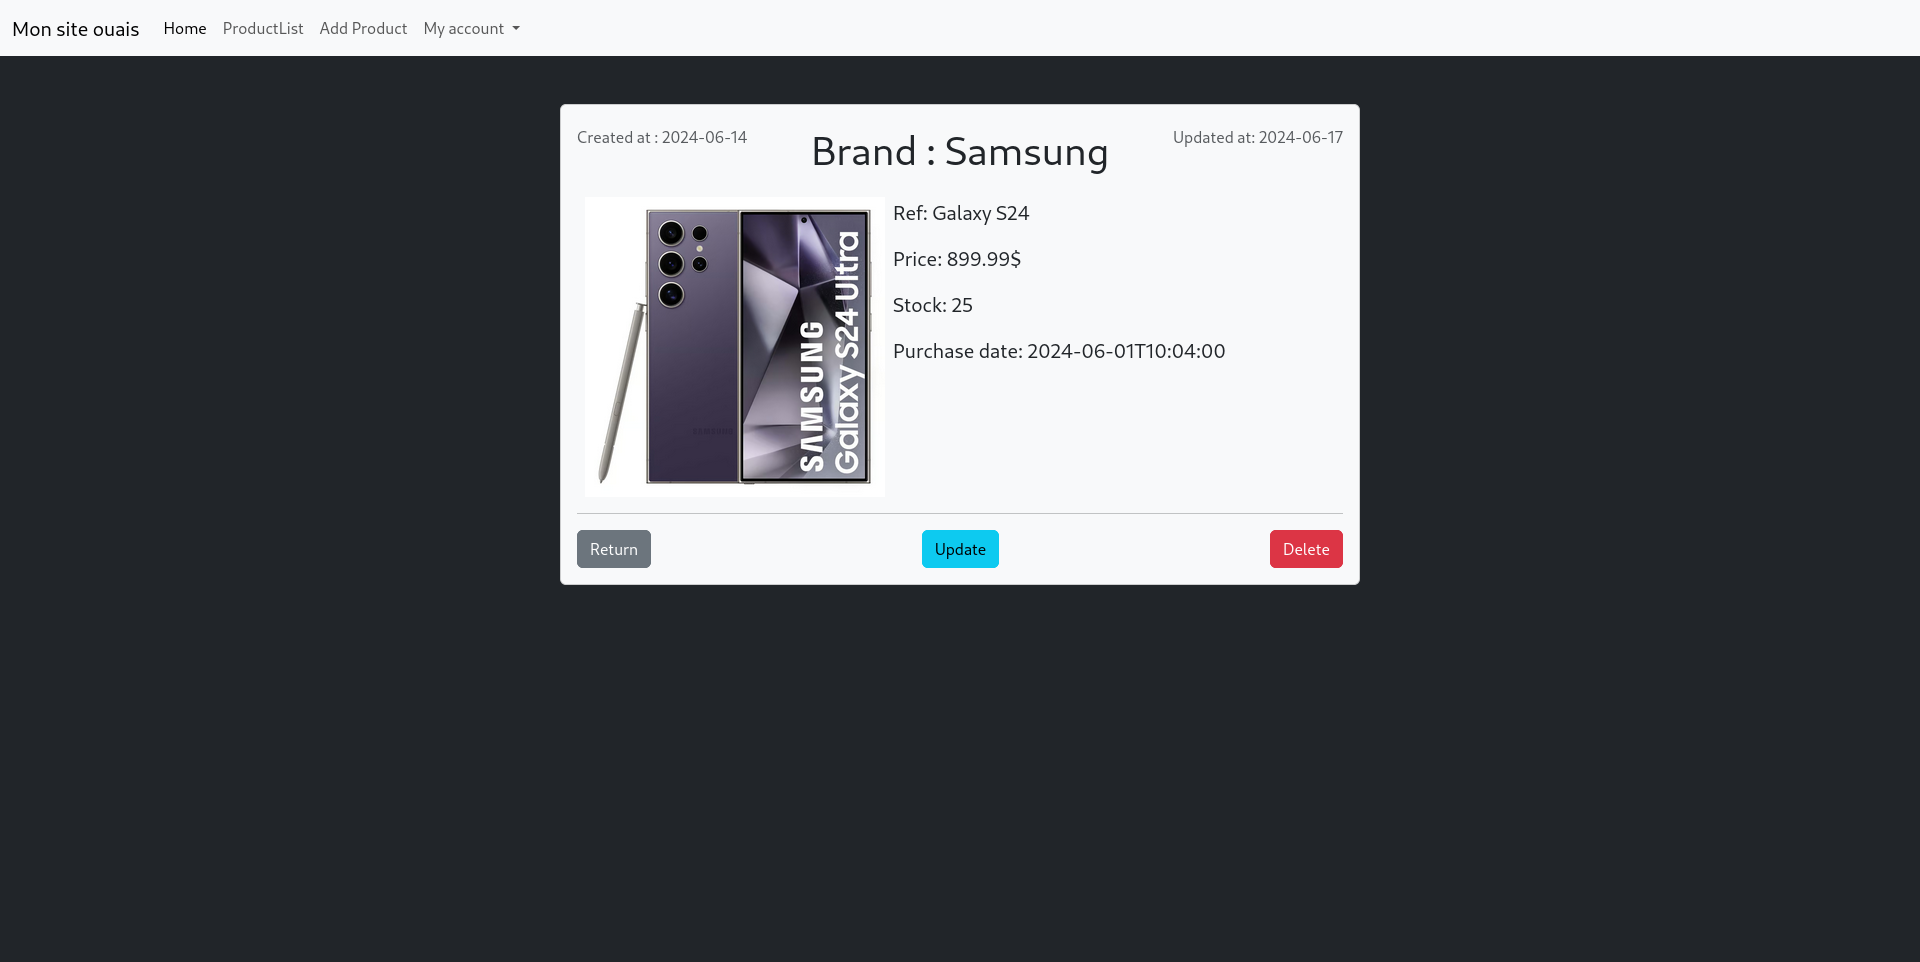 Mon site ouais Home ProductList Add Product My account
Created at : 2024-06-14
Brand : Samsung
Updated at: 2024-06-17
SAMSUNG
Galaxy S24 Ultra
Ref: Galaxy S24
Price: 899.99$
Stock: 25
Purchase date: 2024-06-01T10:04:00
Return
Update
Delete